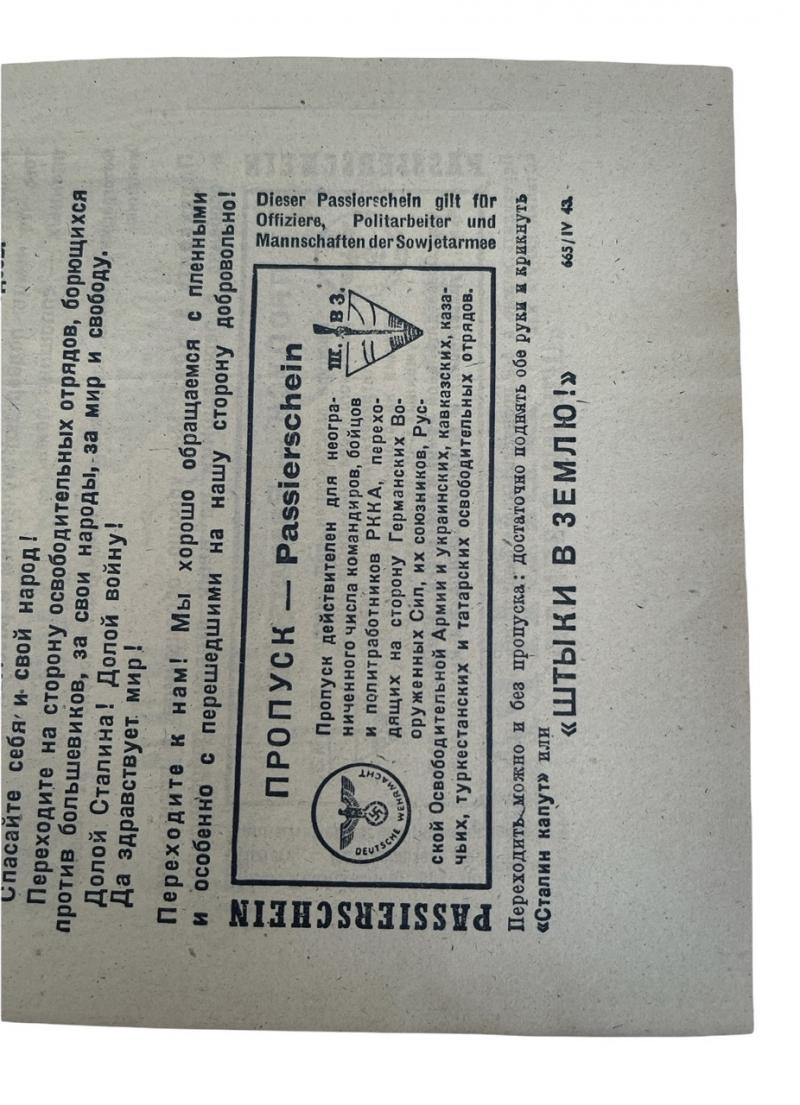 Спасайте себя и свой народ!
Переходите на сторону освободительных отрядов, борющихся
против большевиков, за свои народы, за мир и свободу.
Долой Сталина! Долой войну!
Да здравствует мир!
Переходите к нам! Мы хорошо обращаемся с пленными
и особенно с перешедшими на нашу сторону добровольно!
PASSIERSCHEIN
Dieser Passierschein gilt für
Offiziere, Politarbeiter und
Mannschaften der Sowjetarmee
ПРОПУСК — Passierschein
Ш. В З.
DEUTSCHE WEHRMACHT
Пропуск действителен для неогра-
ниченного числа командиров, бойцов
и политработников РККА, перехо-
дящих на сторону Германских Во-
оруженных Сил, их союзников, Рус-
ской Освободительной Армии и украинских, кавказских, каза-
чьих, туркестанских и татарских освободительных отрядов.
Переходить можно и без пропуска: достаточно поднять обе руки и крикнуть
«Сталин капут» или
«ШТЫКИ В ЗЕМЛЮ!»
665/IV 43.